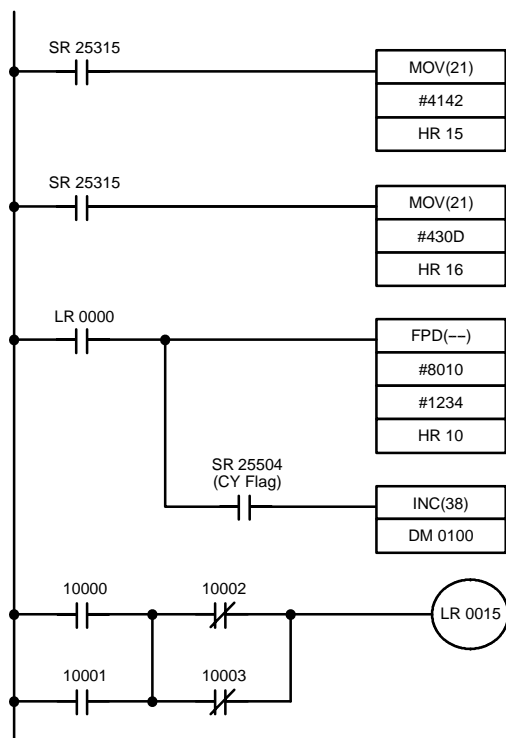 SR 25315
MOV(21)
#4142
HR 15
SR 25315
MOV(21)
#430D
HR 16
LR 0000
FPD(––)
#8010
#1234
HR 10
SR 25504
(CY Flag)
INC(38)
DM 0100
10000
10002
LR 0015
10001
10003